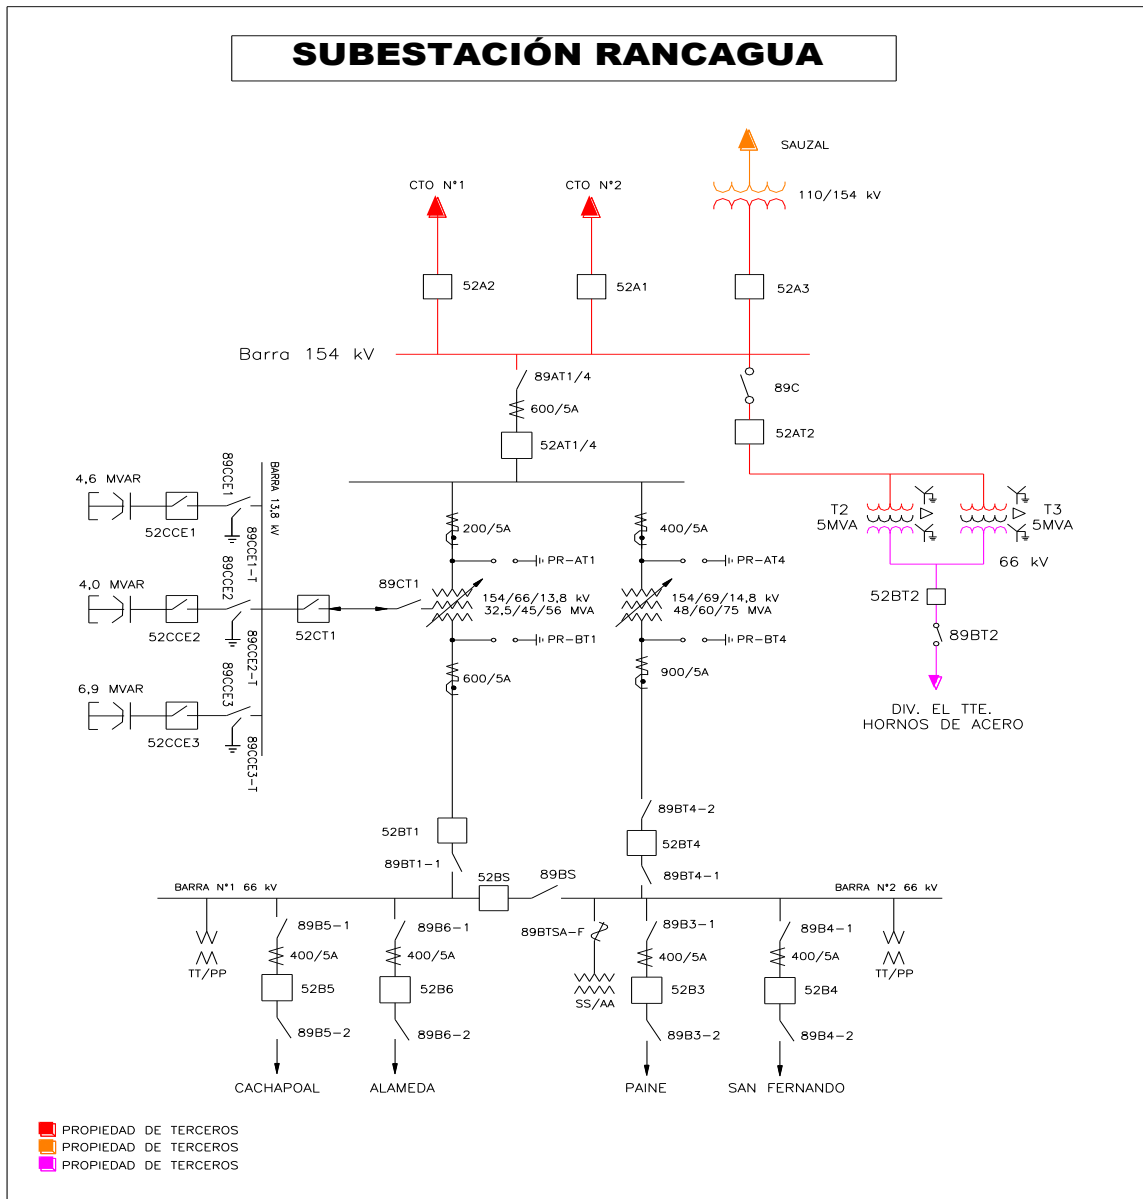 SUBESTACIÓN RANCAGUA
SAUZAL
110/154 kV
CTO N°1
CTO N°2
52A2
52A1
52A3
Barra 154 kV
89AT1/4
600/5A
52AT1/4
89C
52AT2
4,6 MVAR
52CCE1
89CCE1
89CCE1-T
BARRA 13,8 kV
4,0 MVAR
52CCE2
89CCE2
89CCE2-T
6,9 MVAR
52CCE3
89CCE3
89CCE3-T
52CT1
89CT1
200/5A
400/5A
PR-AT1
PR-AT4
154/66/13,8 kV
32,5/45/56 MVA
154/69/14,8 kV
48/60/75 MVA
PR-BT1
PR-BT4
600/5A
900/5A
T2
5MVA
T3
5MVA
66 kV
52BT2
89BT2
DIV. EL TTE.
HORNOS DE ACERO
52BT1
89BT1-1
89BT4-2
52BT4
89BT4-1
BARRA N°1 66 kV
52BS
89BS
BARRA N°2 66 kV
TT/PP
89B5-1
400/5A
52B5
89B5-2
89B6-1
400/5A
52B6
89B6-2
89BTSA-F
SS/AA
89B3-1
400/5A
52B3
89B3-2
89B4-1
400/5A
52B4
89B4-2
TT/PP
CACHAPOAL
ALAMEDA
PAINE
SAN FERNANDO
PROPIEDAD DE TERCEROS
PROPIEDAD DE TERCEROS
PROPIEDAD DE TERCEROS